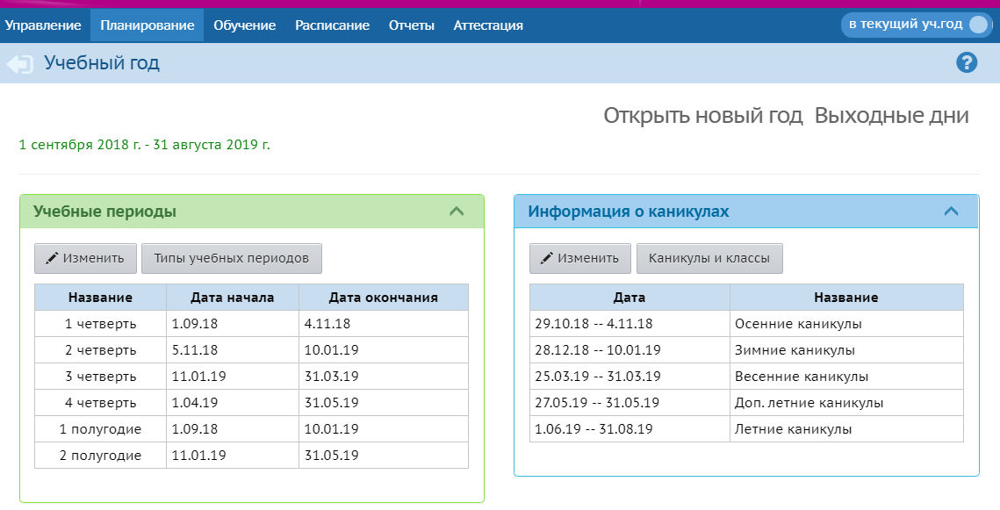 Управление Планирование Обучение Расписание Отчеты Аттестация в текущий уч.год
Учебный год ?
Открыть новый год Выходные дни
1 сентября 2018 г. - 31 августа 2019 г.
Учебные периоды
Изменить Типы учебных периодов
Название Дата начала Дата окончания
1 четверть 1.09.18 4.11.18
2 четверть 5.11.18 10.01.19
3 четверть 11.01.19 31.03.19
4 четверть 1.04.19 31.05.19
1 полугодие 1.09.18 10.01.19
2 полугодие 11.01.19 31.05.19
Информация о каникулах
Изменить Каникулы и классы
Дата Название
29.10.18 -- 4.11.18 Осенние каникулы
28.12.18 -- 10.01.19 Зимние каникулы
25.03.19 -- 31.03.19 Весенние каникулы
27.05.19 -- 31.05.19 Доп. летние каникулы
1.06.19 -- 31.08.19 Летние каникулы